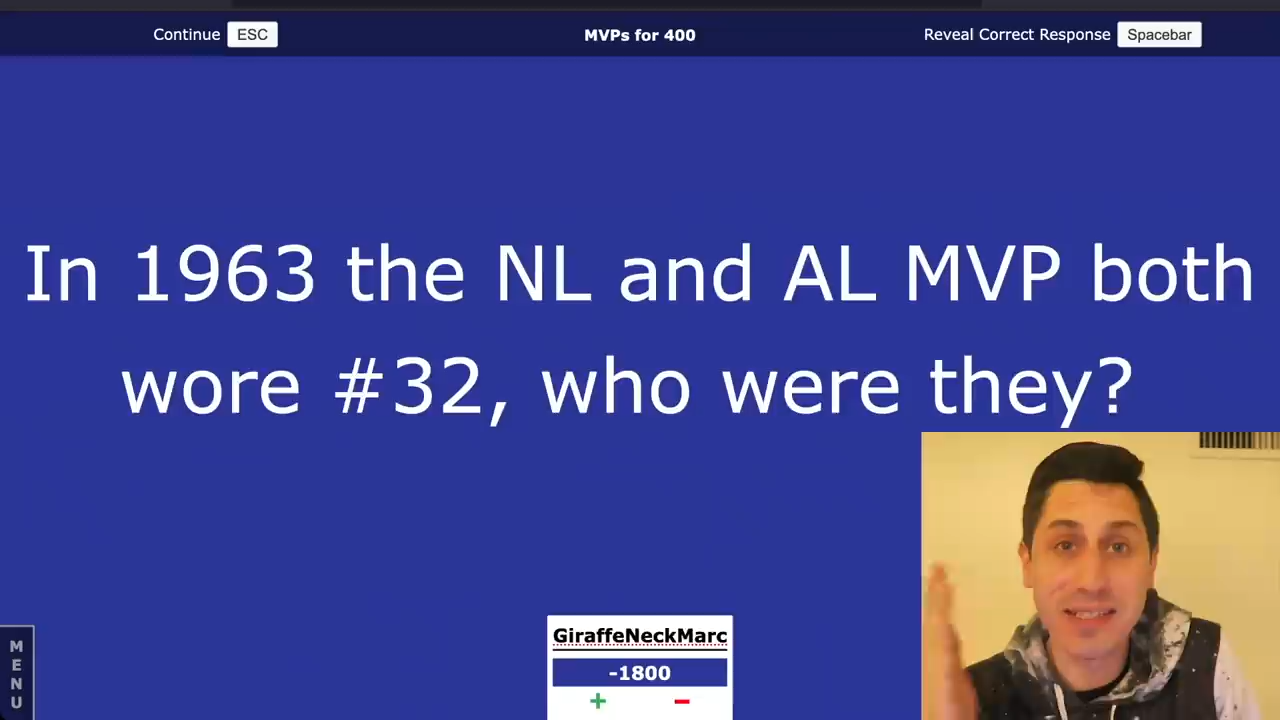 Continue ESC
MVPs for 400
Reveal Correct Response Spacebar
In 1963 the NL and AL MVP both
wore #32, who were they?
MENU
GiraffeNeckMarc
-1800
+ −